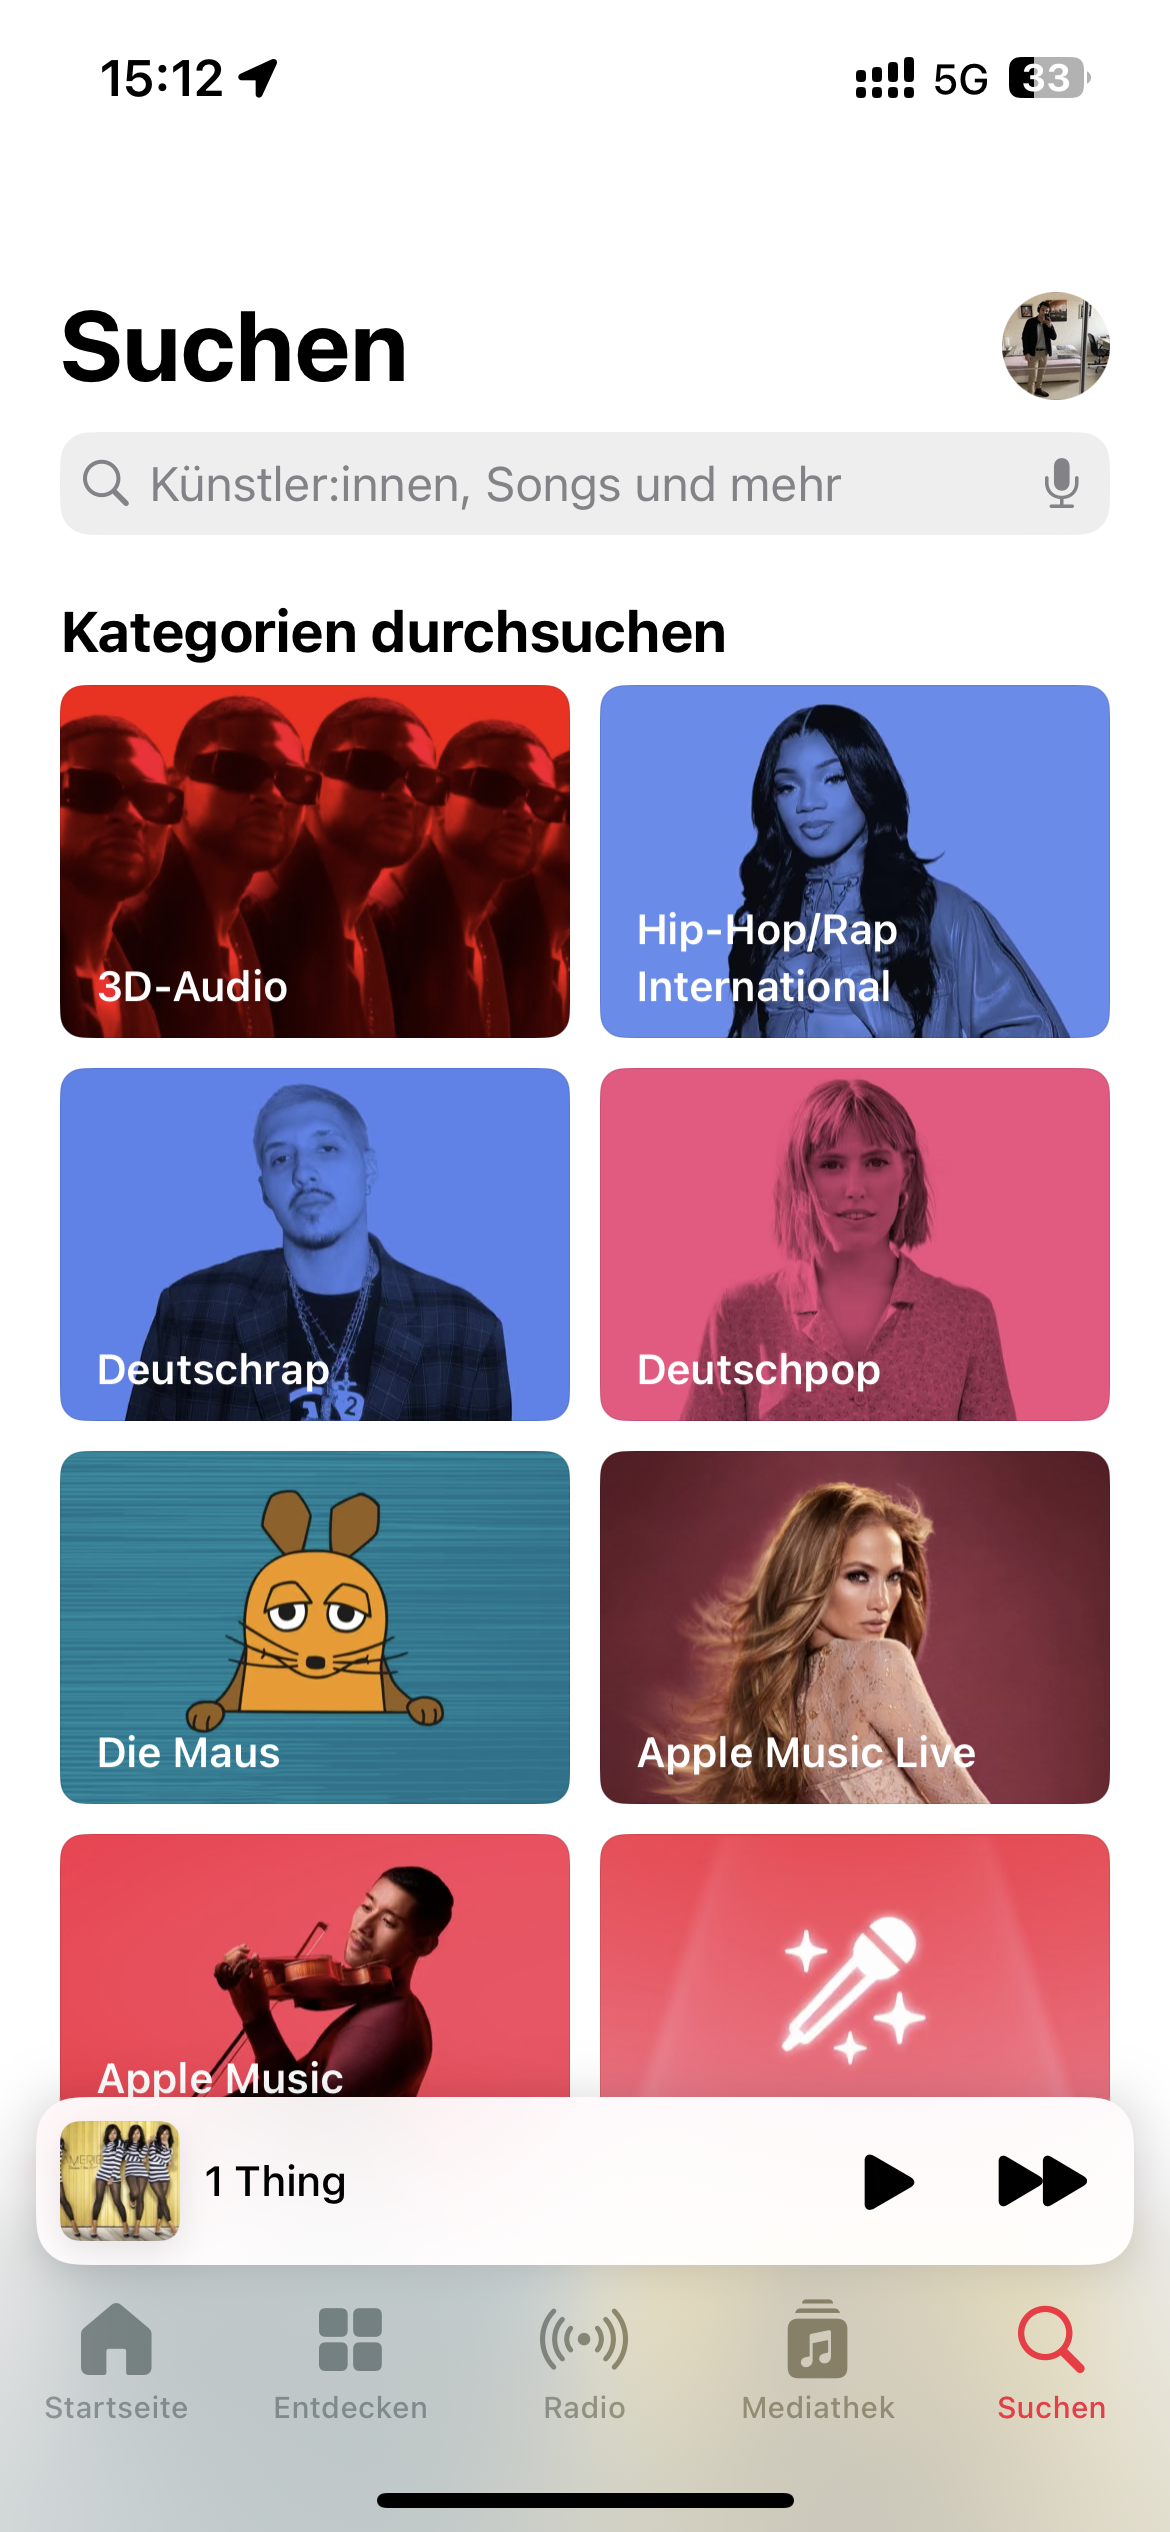 15:12
5G
33
Suchen
Künstler:innen, Songs und mehr
Kategorien durchsuchen
3D-Audio
Hip-Hop/Rap
International
Deutschrap
Deutschpop
Die Maus
Apple Music Live
Apple Music
1 Thing
Startseite
Entdecken
Radio
Mediathek
Suchen